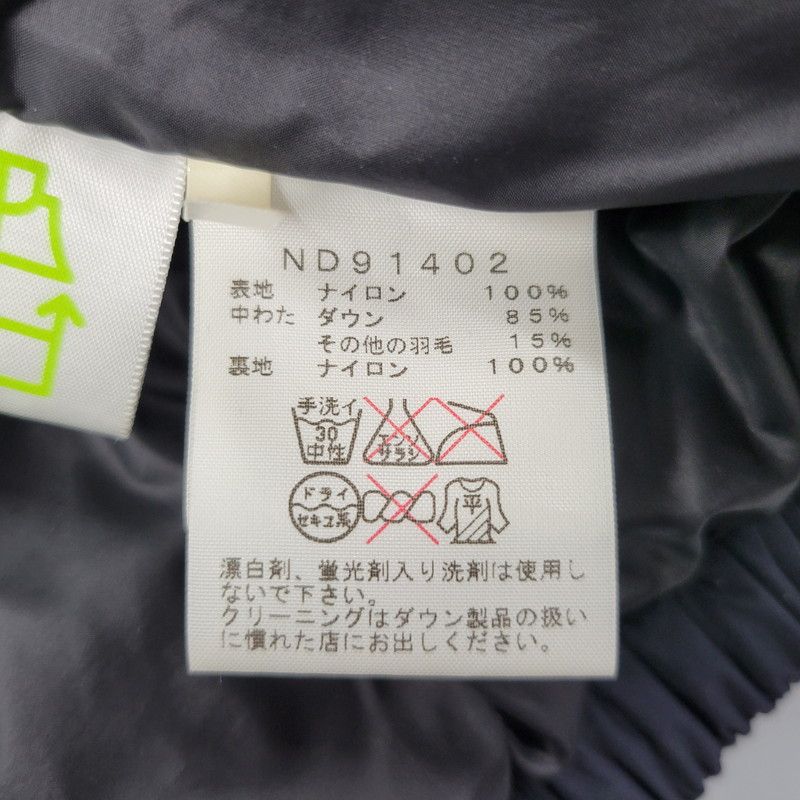 ND91402
表地 ナイロン 100%
中わた ダウン 85%
その他の羽毛 15%
裏地 ナイロン 100%
手洗イ
30
中性
エンソ
サラシ
ドライ
セキユ系
平
漂白剤、蛍光剤入り洗剤は使用し
ないで下さい。
クリーニングはダウン製品の扱い
に慣れた店にお出しください。